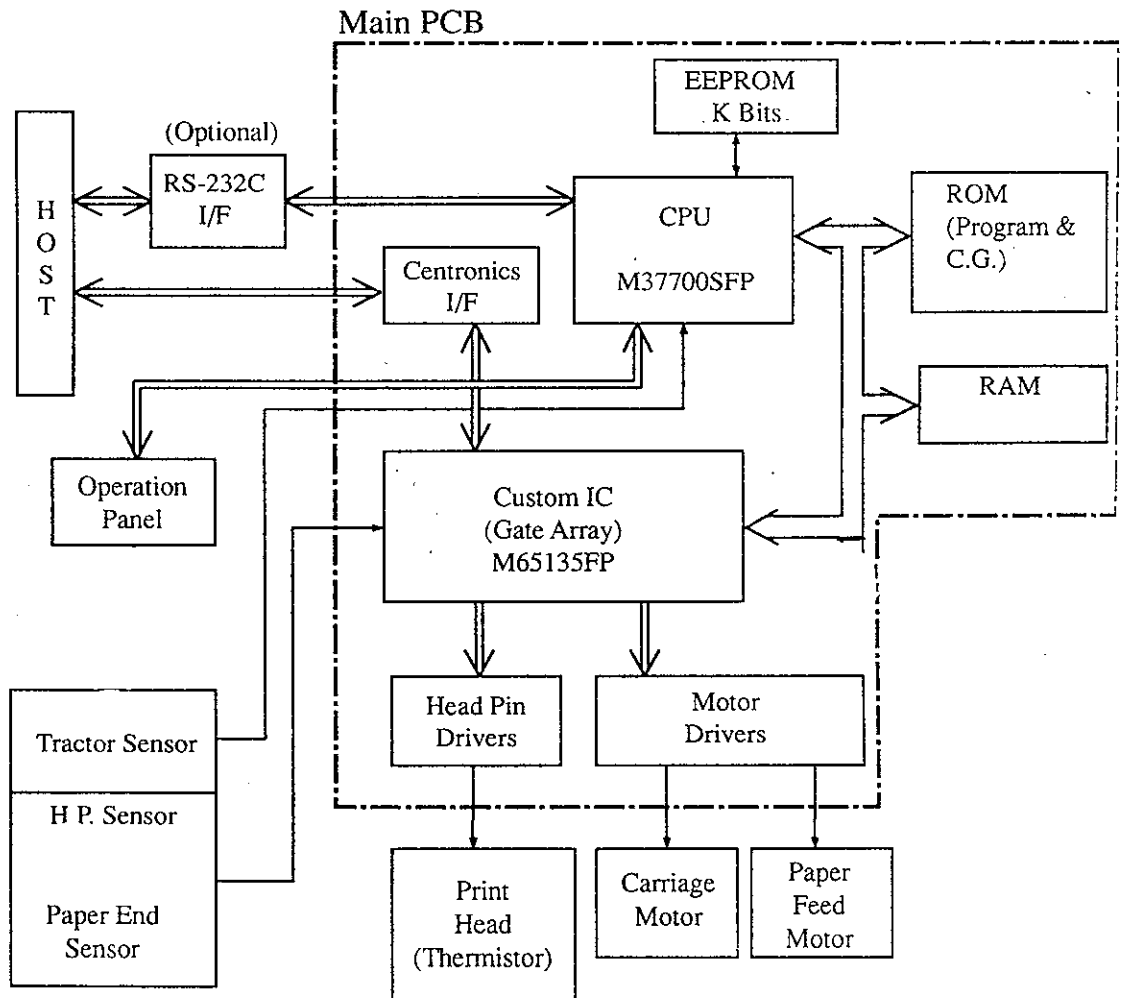 Main PCB
EEPROM
K Bits
(Optional)
RS-232C
I/F
H
O
S
T
CPU
M37700SFP
ROM
(Program &
C.G.)
Centronics
I/F
RAM
Operation
Panel
Custom IC
(Gate Array)
M65135FP
Tractor Sensor
H P. Sensor
Paper End
Sensor
Head Pin
Drivers
Motor
Drivers
Print
Head
(Thermistor)
Carriage
Motor
Paper
Feed
Motor